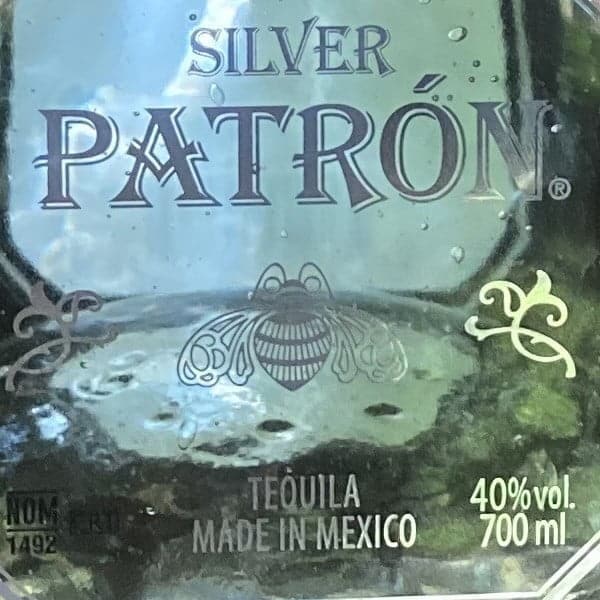 SILVER
PATRÓN®
TEQUILA
MADE IN MEXICO
40%vol.
700 ml
NOM
1492